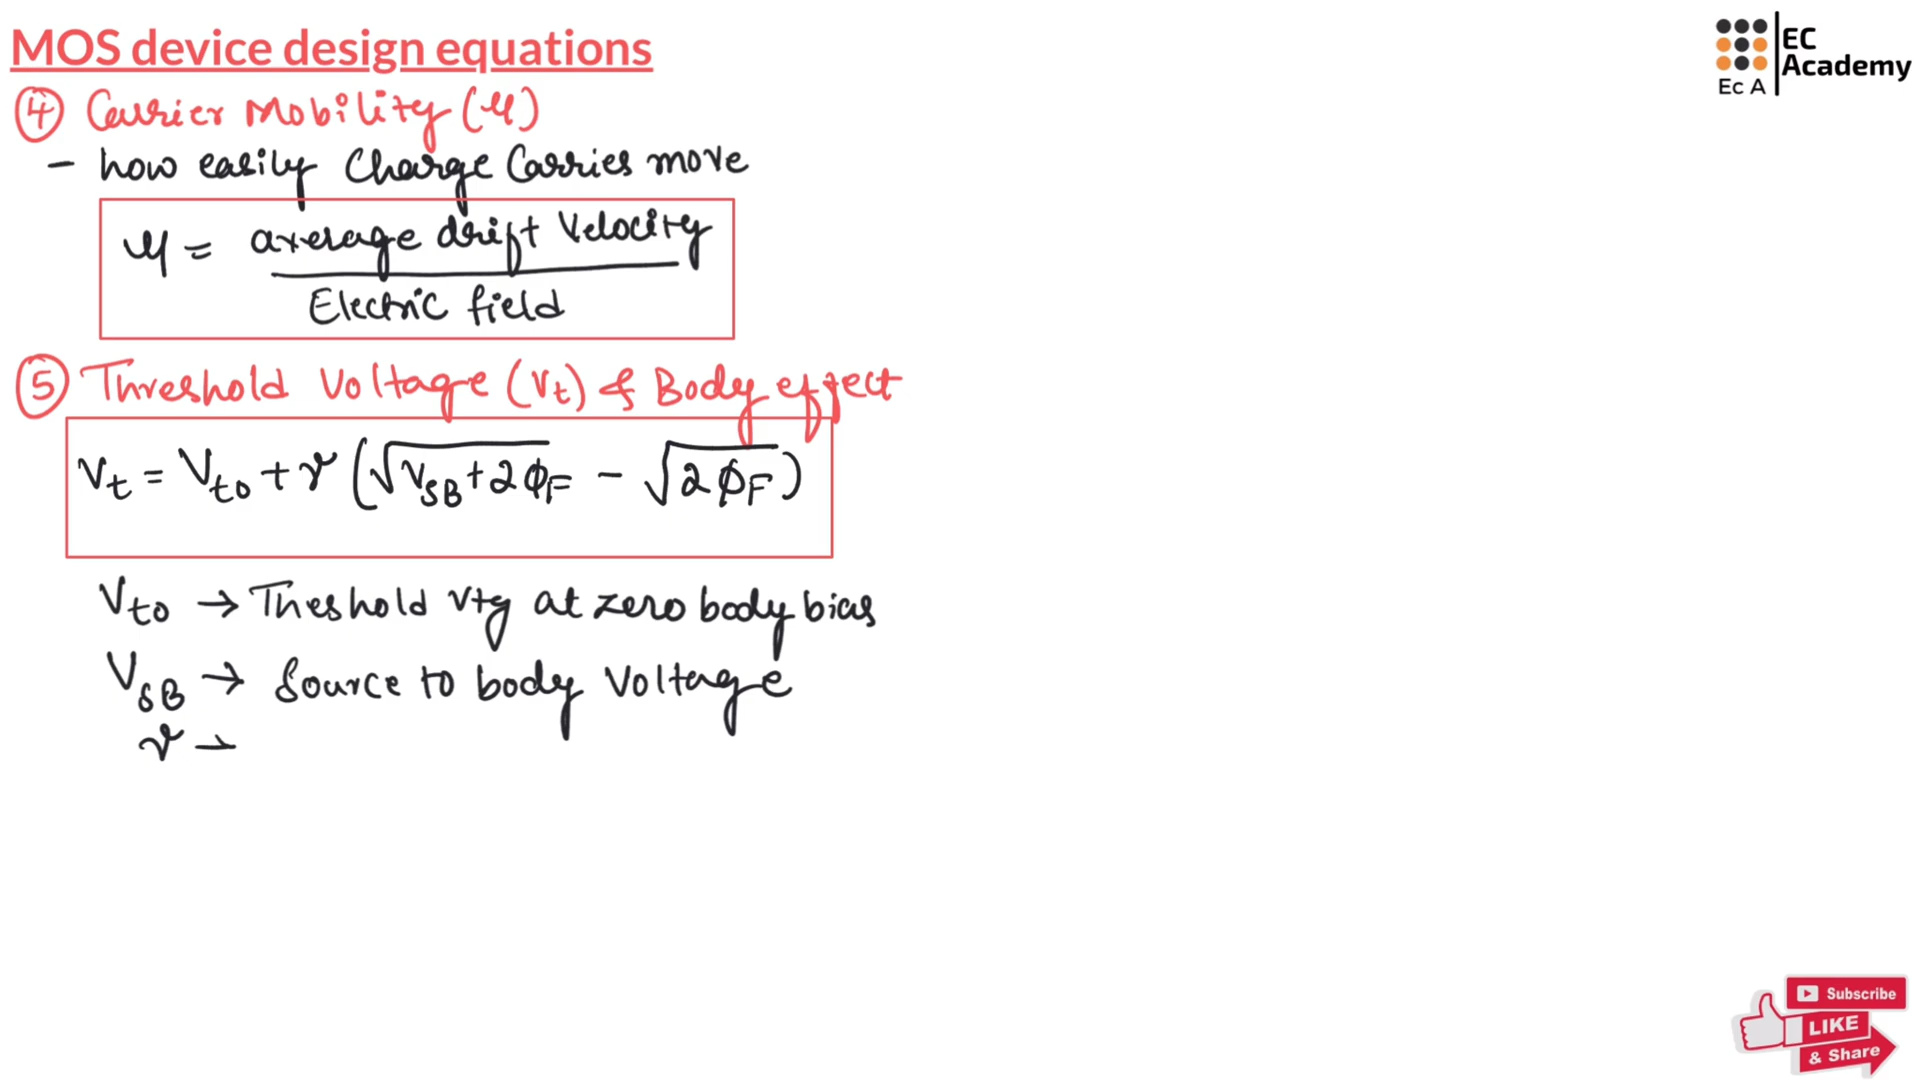 MOS device design equations
EC
Academy
Ec A
④ Carrier Mobility (μ)
- how easily Charge Carries move
μ = average drift Velocity
Electric field
⑤ Threshold Voltage (Vt) & Body effect
Vt = Vto + γ (√VSB+2ϕF - √2ϕF)
Vto → Theshold Vtg at zero body bias
VSB → Source to body Voltage
γ →
Subscribe
LIKE
& Share